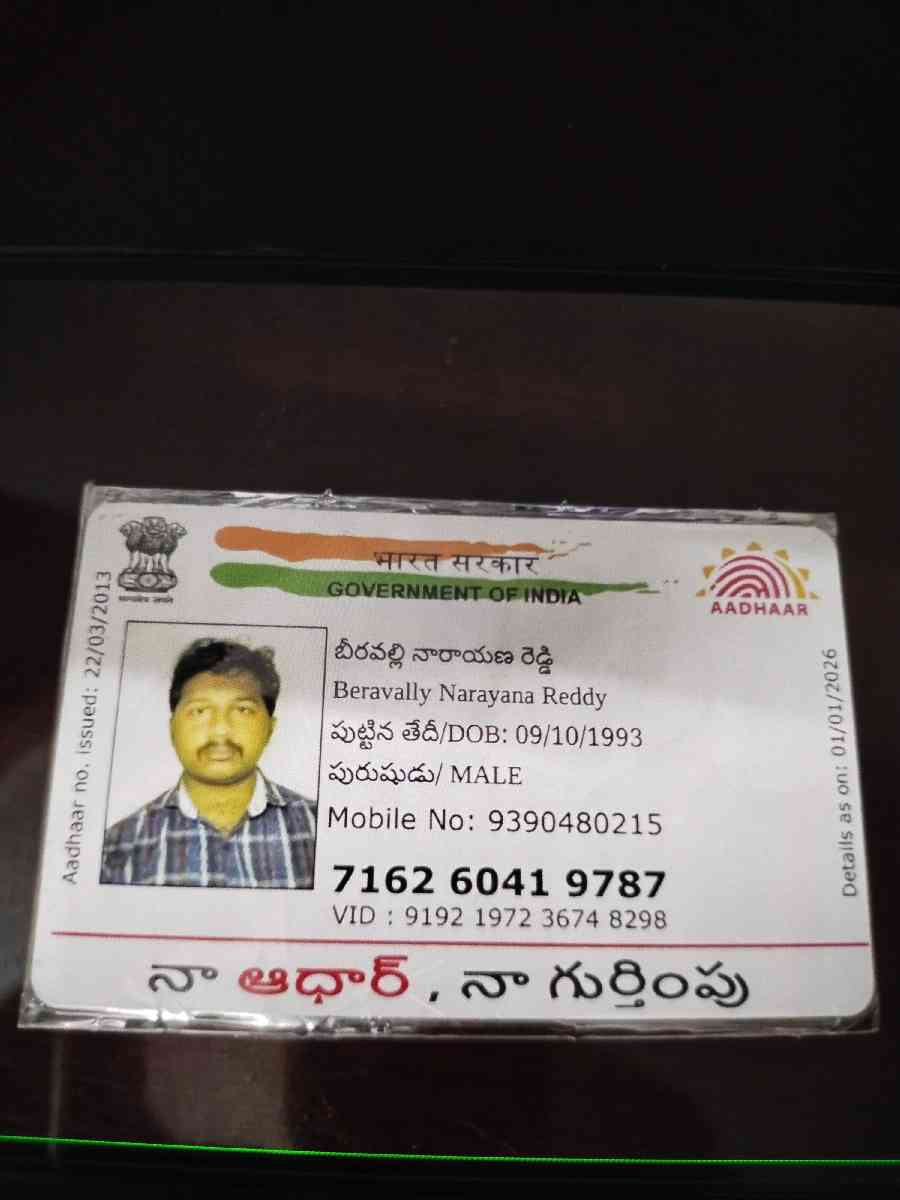 भारत सरकार
GOVERNMENT OF INDIA
AADHAAR
Aadhaar no. issued: 22/03/2013
బీరవల్లి నారాయణ రెడ్డి
Beravally Narayana Reddy
పుట్టిన తేదీ/DOB: 09/10/1993
పురుషుడు/ MALE
Mobile No: 9390480215
7162 6041 9787
VID : 9192 1972 3674 8298
Details as on: 01/01/2026
నా ఆధార్, నా గుర్తింపు